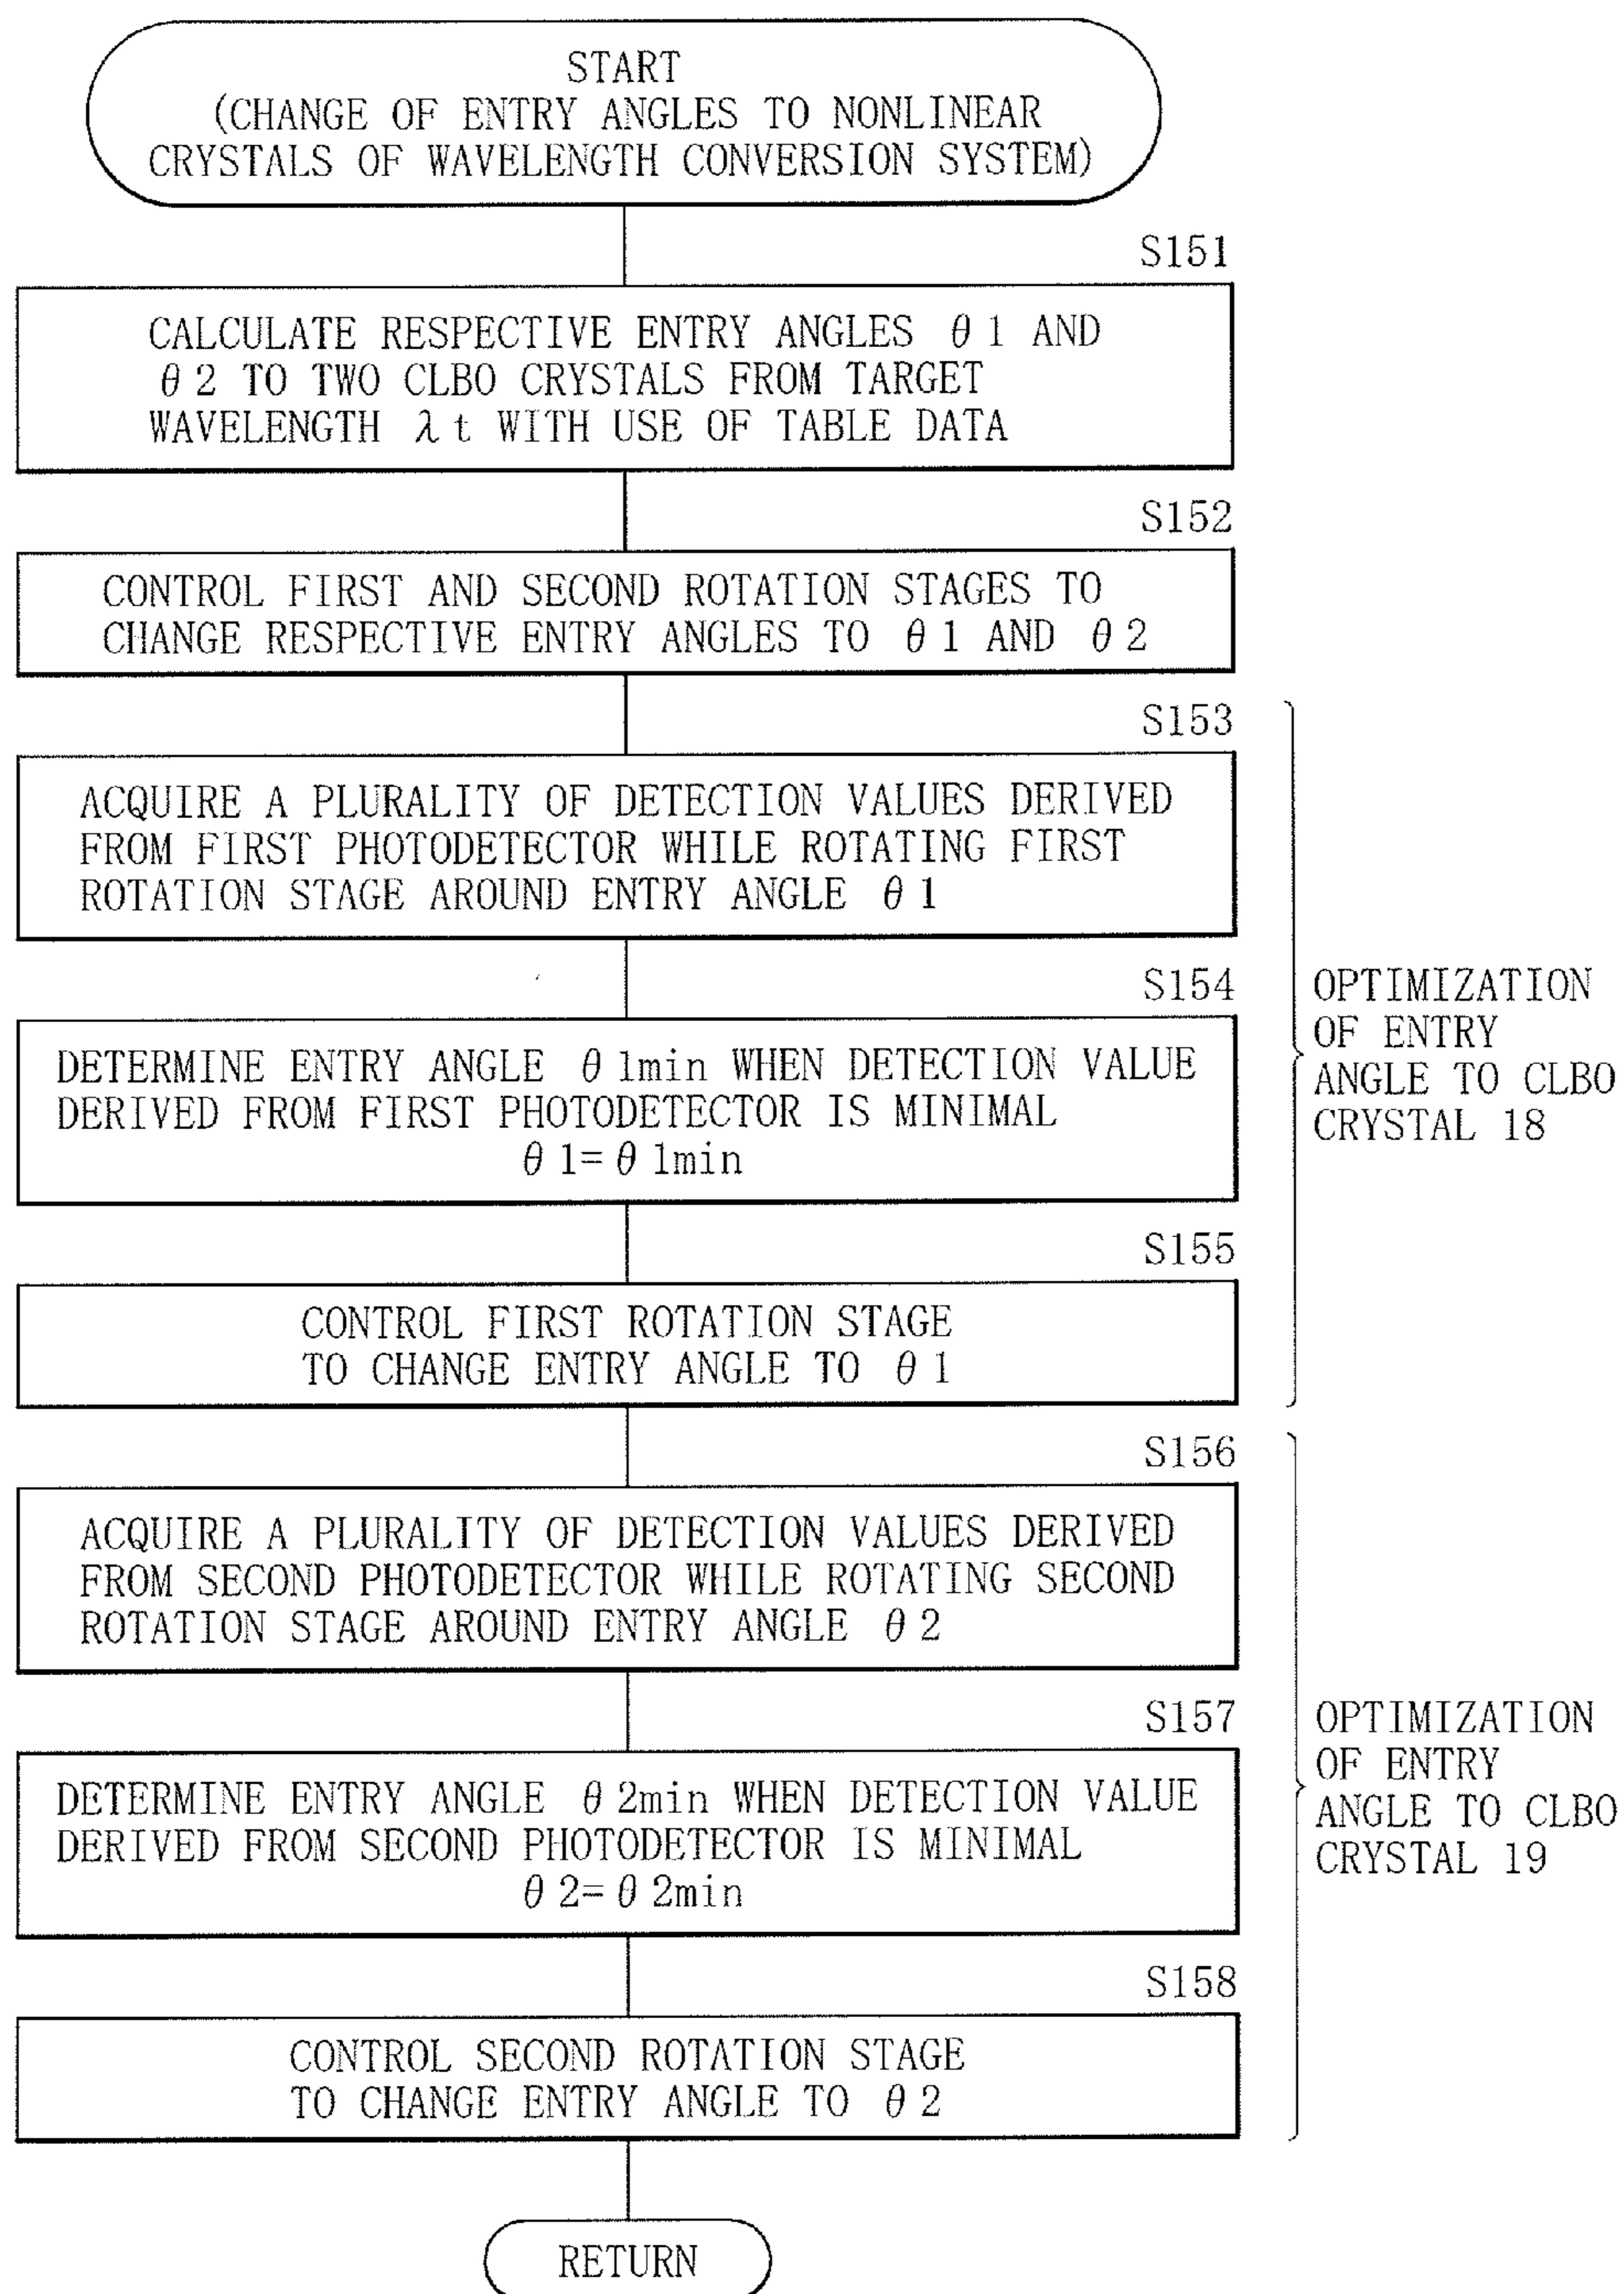 START
(CHANGE OF ENTRY ANGLES TO NONLINEAR
CRYSTALS OF WAVELENGTH CONVERSION SYSTEM)
S151
CALCULATE RESPECTIVE ENTRY ANGLES θ1 AND
θ2 TO TWO CLBO CRYSTALS FROM TARGET
WAVELENGTH λt WITH USE OF TABLE DATA
S152
CONTROL FIRST AND SECOND ROTATION STAGES TO
CHANGE RESPECTIVE ENTRY ANGLES TO θ1 AND θ2
S153
ACQUIRE A PLURALITY OF DETECTION VALUES DERIVED
FROM FIRST PHOTODETECTOR WHILE ROTATING FIRST
ROTATION STAGE AROUND ENTRY ANGLE θ1
S154
DETERMINE ENTRY ANGLE θ1min WHEN DETECTION VALUE
DERIVED FROM FIRST PHOTODETECTOR IS MINIMAL
θ1=θ1min
S155
CONTROL FIRST ROTATION STAGE
TO CHANGE ENTRY ANGLE TO θ1
OPTIMIZATION
OF ENTRY
ANGLE TO CLBO
CRYSTAL 18
S156
ACQUIRE A PLURALITY OF DETECTION VALUES DERIVED
FROM SECOND PHOTODETECTOR WHILE ROTATING SECOND
ROTATION STAGE AROUND ENTRY ANGLE θ2
S157
DETERMINE ENTRY ANGLE θ2min WHEN DETECTION VALUE
DERIVED FROM SECOND PHOTODETECTOR IS MINIMAL
θ2=θ2min
S158
CONTROL SECOND ROTATION STAGE
TO CHANGE ENTRY ANGLE TO θ2
OPTIMIZATION
OF ENTRY
ANGLE TO CLBO
CRYSTAL 19
RETURN